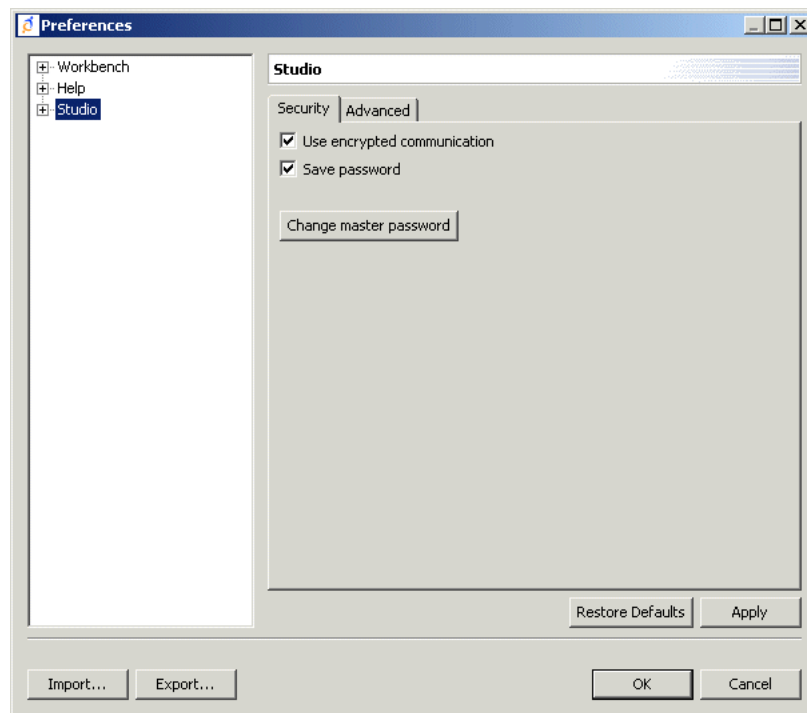 Preferences
Workbench
Help
Studio
Studio
Security Advanced
Use encrypted communication
Save password
Change master password
Restore Defaults Apply
Import... Export... OK Cancel